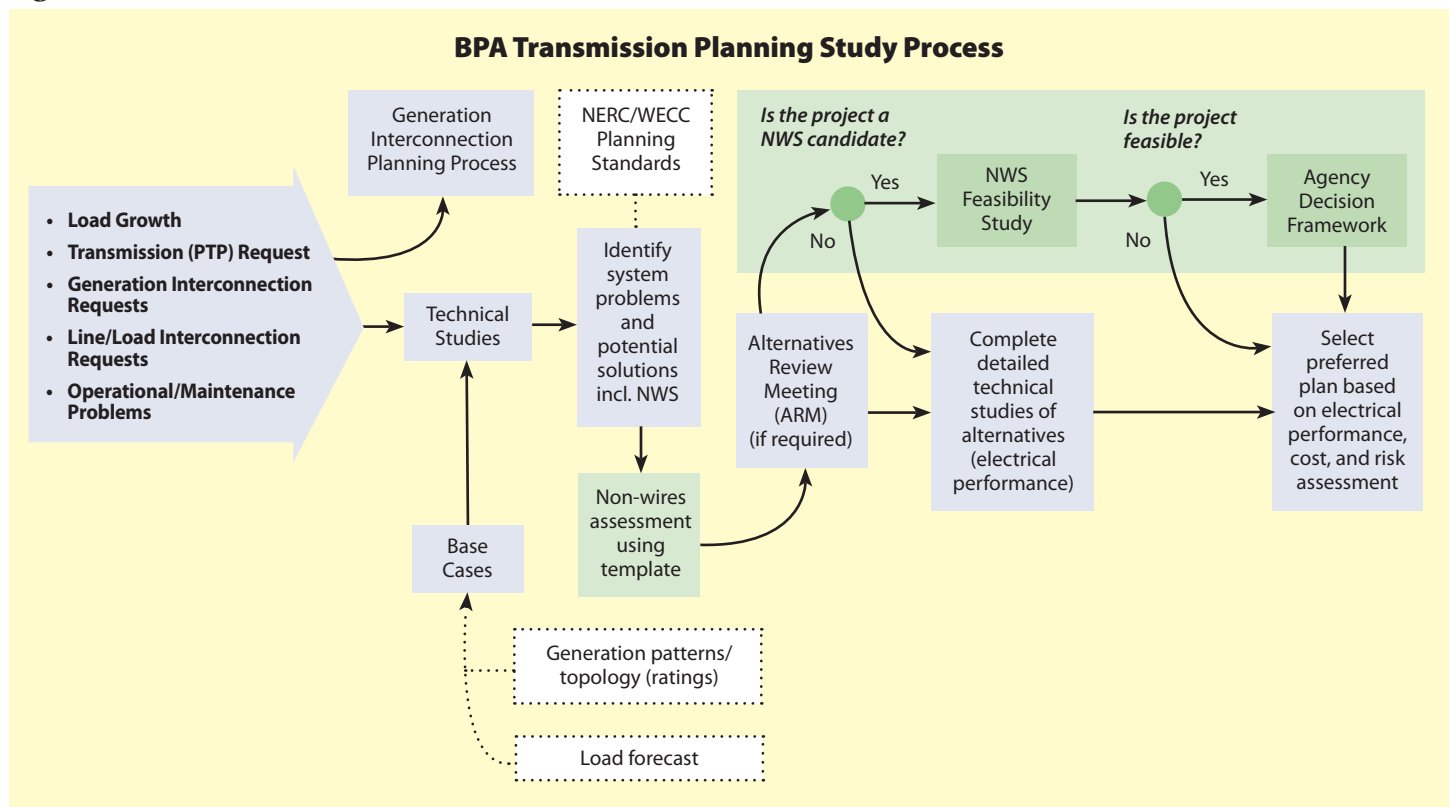 BPA Transmission Planning Study Process
Generation
Interconnection
Planning Process
NERC/WECC
Planning
Standards
Is the project a
NWS candidate?
Is the project
feasible?
Yes
No
NWS
Feasibility
Study
Yes
No
Agency
Decision
Framework
• Load Growth
• Transmission (PTP) Request
• Generation Interconnection
Requests
• Line/Load Interconnection
Requests
• Operational/Maintenance
Problems
Technical
Studies
Identify
system
problems
and
potential
solutions
incl. NWS
Alternatives
Review
Meeting
(ARM)
(if required)
Complete
detailed
technical
studies of
alternatives
(electrical
performance)
Select
preferred
plan based
on electrical
performance,
cost, and risk
assessment
Non-wires
assessment
using
template
Base
Cases
Generation patterns/
topology (ratings)
Load forecast